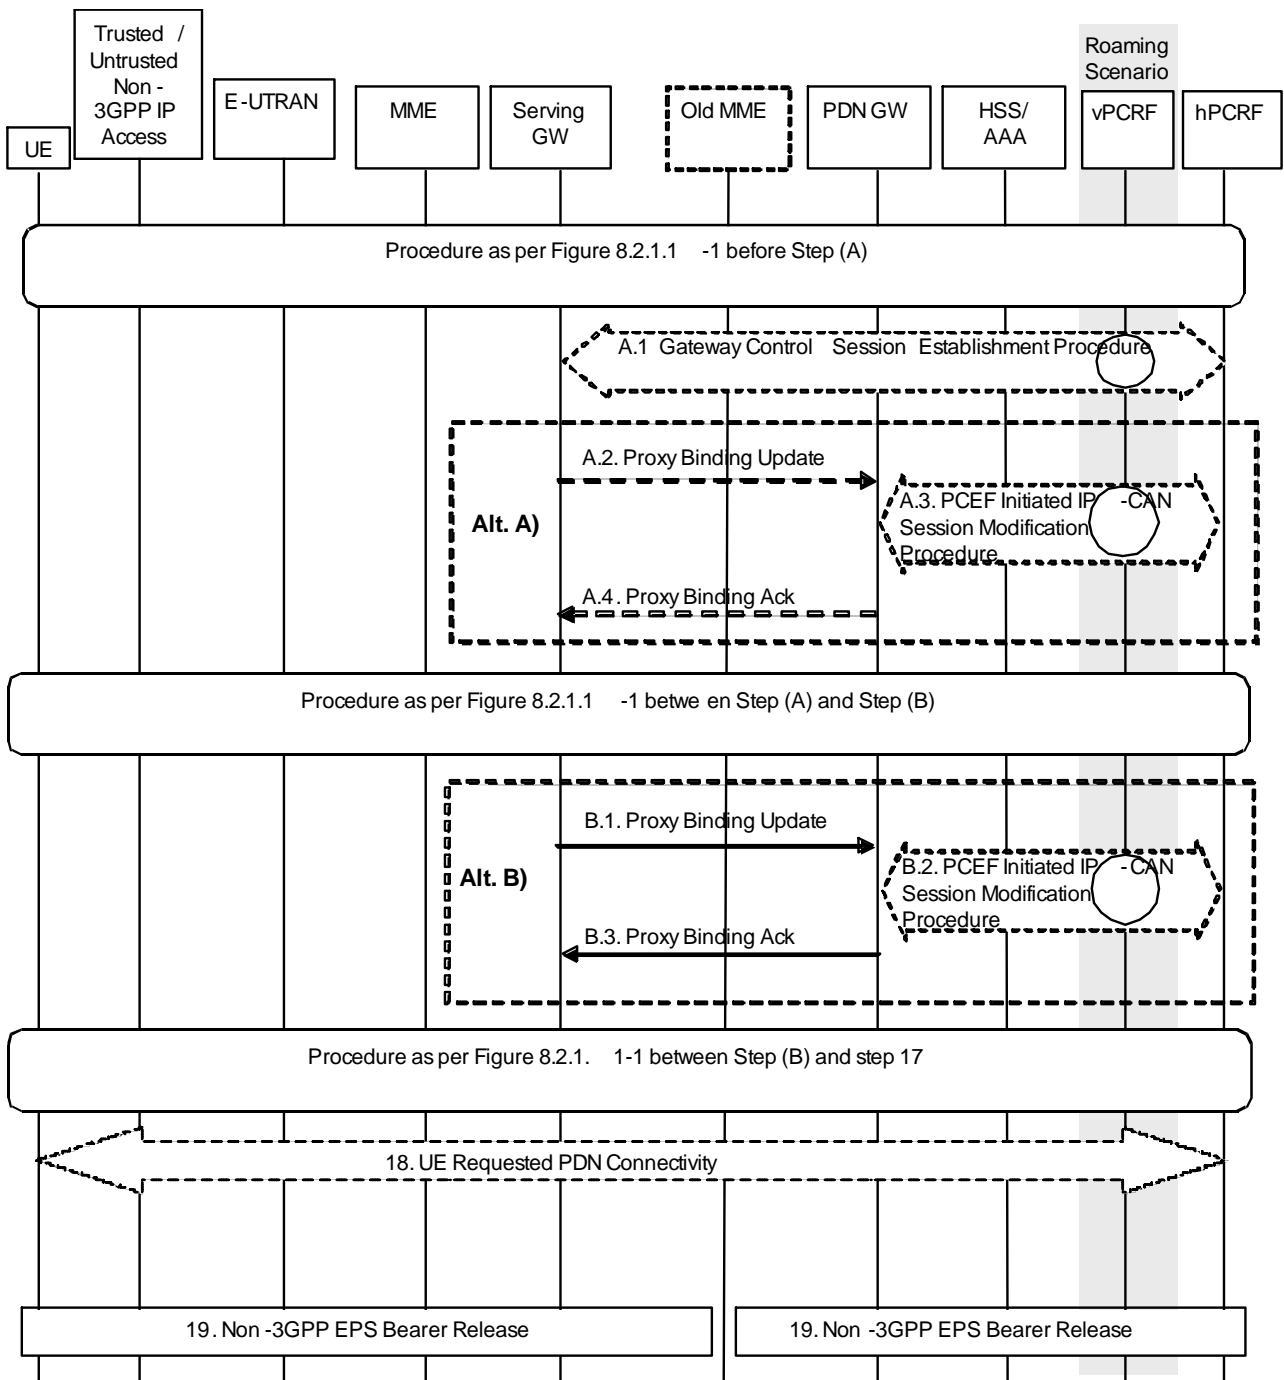 Trusted /
Untrusted
Non -
3GPP IP
Access
UE
E-UTRAN
MME
Serving
GW
Old MME
PDN GW
HSS/
AAA
Roaming
Scenario
vPCRF
hPCRF
Procedure as per Figure 8.2.1.1 -1 before Step (A)
A.1 Gateway Control Session Establishment Procedure
Alt. A)
A.2. Proxy Binding Update
A.3. PCEF Initiated IP -CAN
Session Modification
Procedure
A.4. Proxy Binding Ack
Procedure as per Figure 8.2.1.1 -1 betwe en Step (A) and Step (B)
Alt. B)
B.1. Proxy Binding Update
B.2. PCEF Initiated IP -CAN
Session Modification
Procedure
B.3. Proxy Binding Ack
Procedure as per Figure 8.2.1. 1-1 between Step (B) and step 17
18. UE Requested PDN Connectivity
19. Non -3GPP EPS Bearer Release
19. Non -3GPP EPS Bearer Release